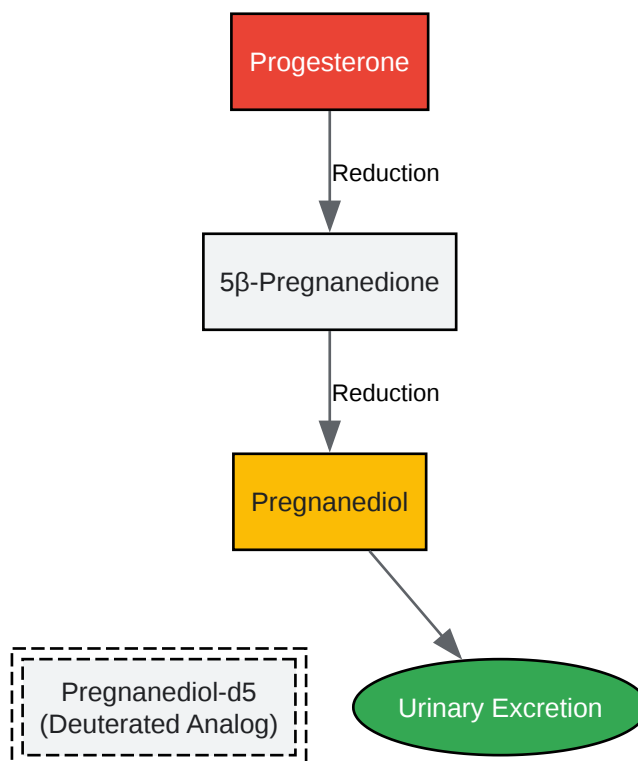 Progesterone
Reduction
5β-Pregnanedione
Reduction
Pregnanediol
Pregnanediol-d5
(Deuterated Analog)
Urinary Excretion